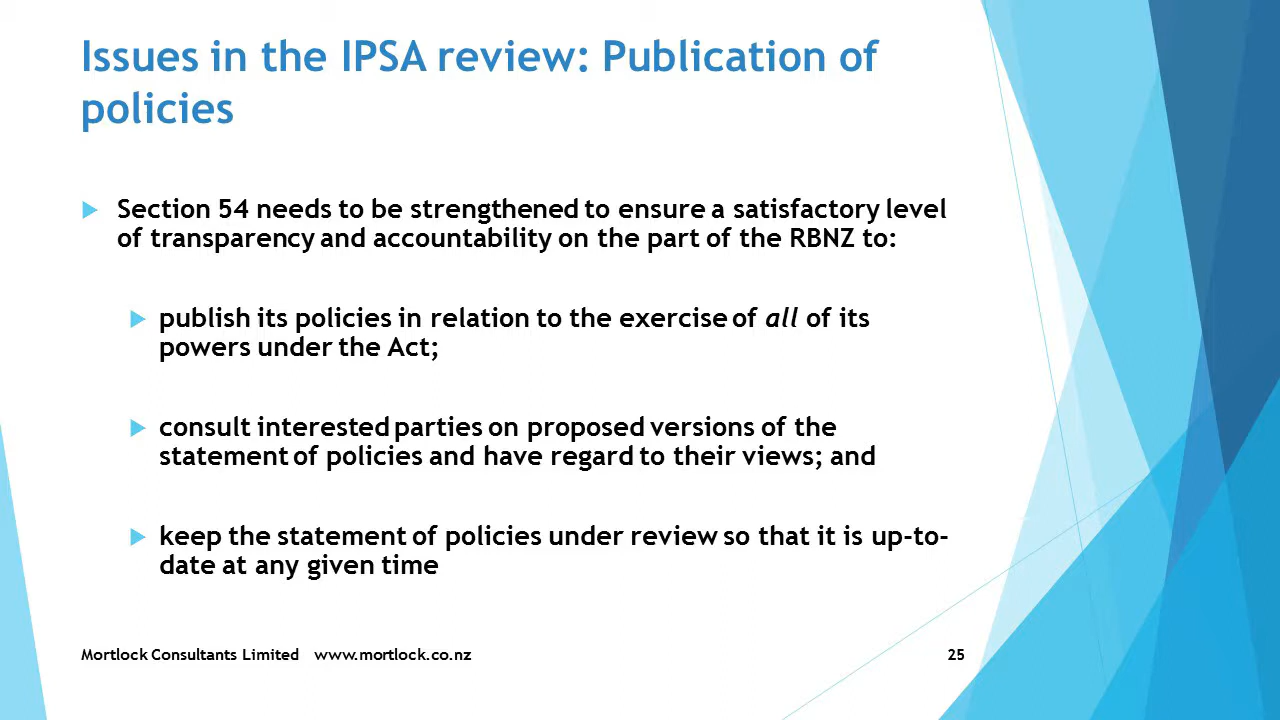 Issues in the IPSA review: Publication of
policies
Section 54 needs to be strengthened to ensure a satisfactory level
of transparency and accountability on the part of the RBNZ to:
publish its policies in relation to the exercise of all of its
powers under the Act;
consult interested parties on proposed versions of the
statement of policies and have regard to their views; and
keep the statement of policies under review so that it is up-to-
date at any given time
Mortlock Consultants Limited www.mortlock.co.nz 25